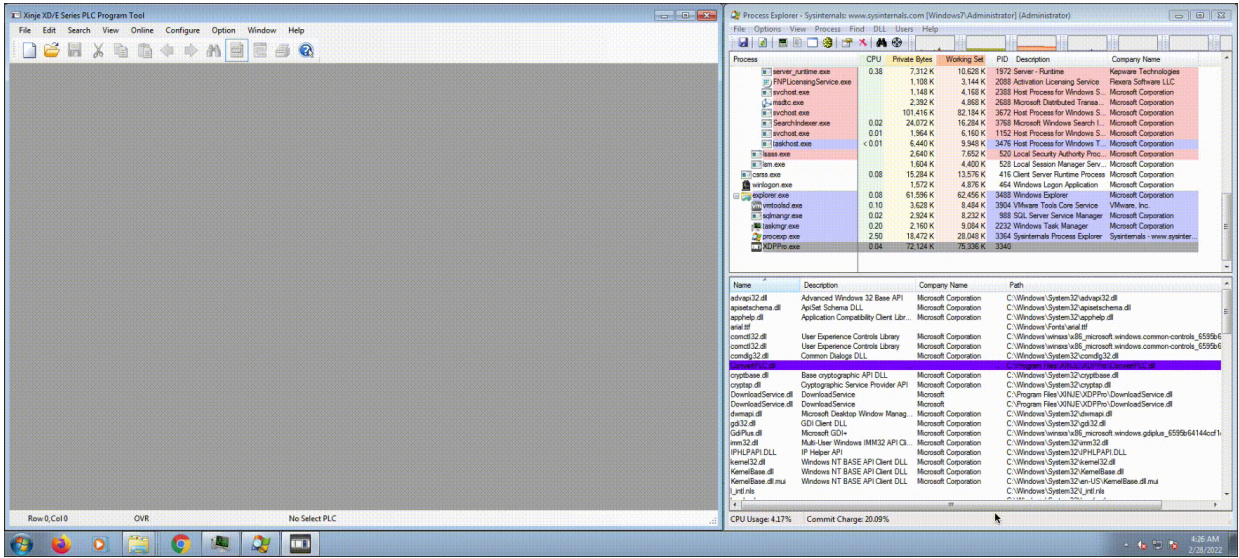 Xinje XD/E Series PLC Program Tool
File Edit Search View Online Configure Option Window Help
Row 0,Col 0 OVR No Select PLC
Process Explorer - Sysinternals: www.sysinternals.com [Windows7\Administrator] (Administrator)
File Options View Process Find DLL Users Help
Process CPU Private Bytes Working Set PID Description Company Name
server_runtime.exe 0.38 7,312 K 10,628 K 1972 Server - Runtime Kepware Technologies
FNPLicensingService.exe 1,108 K 3,144 K 2088 Activation Licensing Service Flexera Software LLC
svchost.exe 1,148 K 4,168 K 2388 Host Process for Windows S... Microsoft Corporation
msdtc.exe 2,392 K 4,868 K 2688 Microsoft Distributed Transa... Microsoft Corporation
svchost.exe 101,416 K 82,184 K 3672 Host Process for Windows S... Microsoft Corporation
SearchIndexer.exe 0.02 24,072 K 16,284 K 3768 Microsoft Windows Search I... Microsoft Corporation
svchost.exe 0.01 1,964 K 6,160 K 1152 Host Process for Windows S... Microsoft Corporation
taskhost.exe < 0.01 6,440 K 9,948 K 3476 Host Process for Windows T... Microsoft Corporation
lsass.exe 2,640 K 7,652 K 520 Local Security Authority Proc... Microsoft Corporation
lsm.exe 1,604 K 4,400 K 528 Local Session Manager Serv... Microsoft Corporation
csrss.exe 0.08 15,284 K 13,576 K 416 Client Server Runtime Process Microsoft Corporation
winlogon.exe 1,572 K 4,876 K 464 Windows Logon Application Microsoft Corporation
explorer.exe 0.08 61,596 K 62,456 K 3488 Windows Explorer Microsoft Corporation
vmtoolsd.exe 0.10 3,628 K 8,484 K 3904 VMware Tools Core Service VMware, Inc.
sqlmangr.exe 0.02 2,924 K 8,232 K 988 SQL Server Service Manager Microsoft Corporation
taskmgr.exe 0.20 2,160 K 9,084 K 2232 Windows Task Manager Microsoft Corporation
procexp.exe 2.50 18,472 K 28,048 K 3364 Sysinternals Process Explorer Sysinternals - www.sysinter...
XDPPro.exe 0.04 72,124 K 75,336 K 3340
Name Description Company Name Path
advapi32.dll Advanced Windows 32 Base API Microsoft Corporation C:\Windows\System32\advapi32.dll
apisetschema.dll ApiSet Schema DLL Microsoft Corporation C:\Windows\System32\apisetschema.dll
apphelp.dll Application Compatibility Client Libr... Microsoft Corporation C:\Windows\System32\apphelp.dll
arial.ttf C:\Windows\Fonts\arial.ttf
comctl32.dll User Experience Controls Library Microsoft Corporation C:\Windows\winsxs\x86_microsoft.windows.common-controls_6595b6
comctl32.dll User Experience Controls Library Microsoft Corporation C:\Windows\winsxs\x86_microsoft.windows.common-controls_6595b6
comdlg32.dll Common Dialogs DLL Microsoft Corporation C:\Windows\System32\comdlg32.dll
ConvertPLC.dll C:\Program Files\XINJE\XDPPro\ConvertPLC.dll
cryptbase.dll Base cryptographic API DLL Microsoft Corporation C:\Windows\System32\cryptbase.dll
cryptsp.dll Cryptographic Service Provider API Microsoft Corporation C:\Windows\System32\cryptsp.dll
DownloadService.dll DownloadService Microsoft C:\Program Files\XINJE\XDPPro\DownloadService.dll
DownloadService.dll DownloadService Microsoft C:\Program Files\XINJE\XDPPro\DownloadService.dll
dwmapi.dll Microsoft Desktop Window Manag... Microsoft Corporation C:\Windows\System32\dwmapi.dll
gdi32.dll GDI Client DLL Microsoft Corporation C:\Windows\System32\gdi32.dll
GdiPlus.dll Microsoft GDI+ Microsoft Corporation C:\Windows\winsxs\x86_microsoft.windows.gdiplus_6595b64144ccf1
imm32.dll Multi-User Windows IMM32 API Cli... Microsoft Corporation C:\Windows\System32\imm32.dll
IPHLPAPI.DLL IP Helper API Microsoft Corporation C:\Windows\System32\IPHLPAPI.DLL
kernel32.dll Windows NT BASE API Client DLL Microsoft Corporation C:\Windows\System32\kernel32.dll
KernelBase.dll Windows NT BASE API Client DLL Microsoft Corporation C:\Windows\System32\KernelBase.dll
KernelBase.dll.mui Windows NT BASE API Client DLL Microsoft Corporation C:\Windows\System32\en-US\KernelBase.dll.mui
l_intl.nls C:\Windows\System32\l_intl.nls
CPU Usage: 4.17% Commit Charge: 20.09%
4:26 AM
2/28/2022